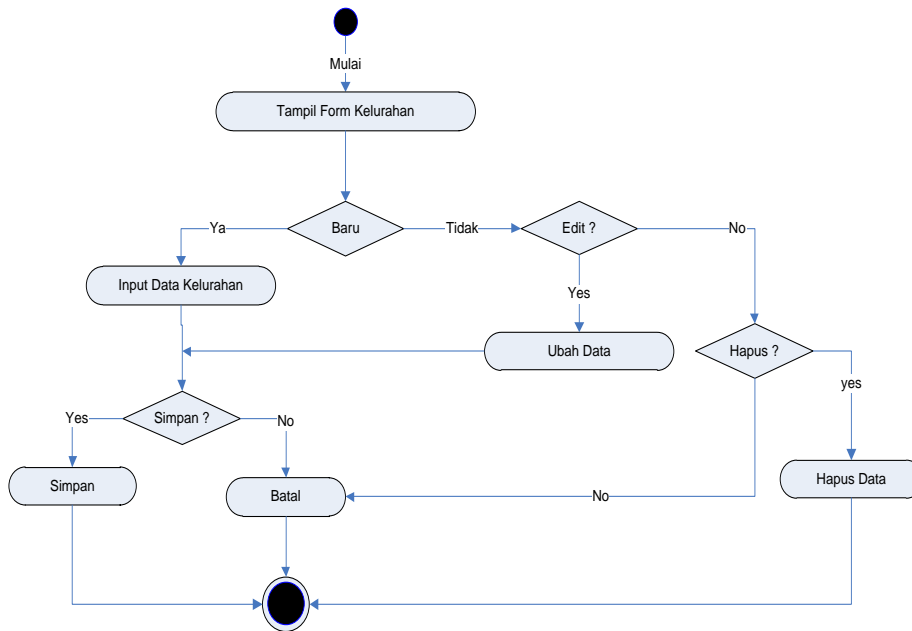 Mulai
Tampil Form Kelurahan
Ya
Baru
Tidak
Edit ?
No
Input Data Kelurahan
Yes
Ubah Data
Hapus ?
yes
Yes
Simpan ?
No
Simpan
Batal
No
Hapus Data